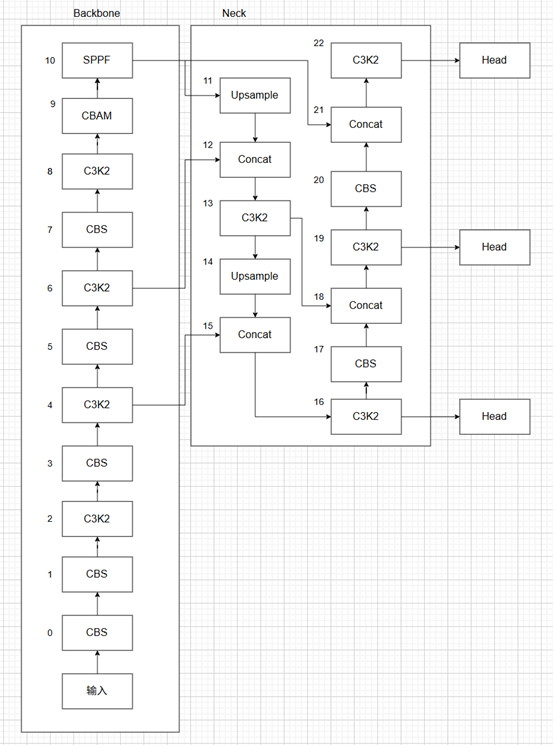 Backbone
10 SPPF
9 CBAM
8 C3K2
7 CBS
6 C3K2
5 CBS
4 C3K2
3 CBS
2 C3K2
1 CBS
0 CBS
输入
Neck
11 Upsample
12 Concat
13 C3K2
14 Upsample
15 Concat
22 C3K2
21 Concat
20 CBS
19 C3K2
18 Concat
17 CBS
16 C3K2
Head
Head
Head